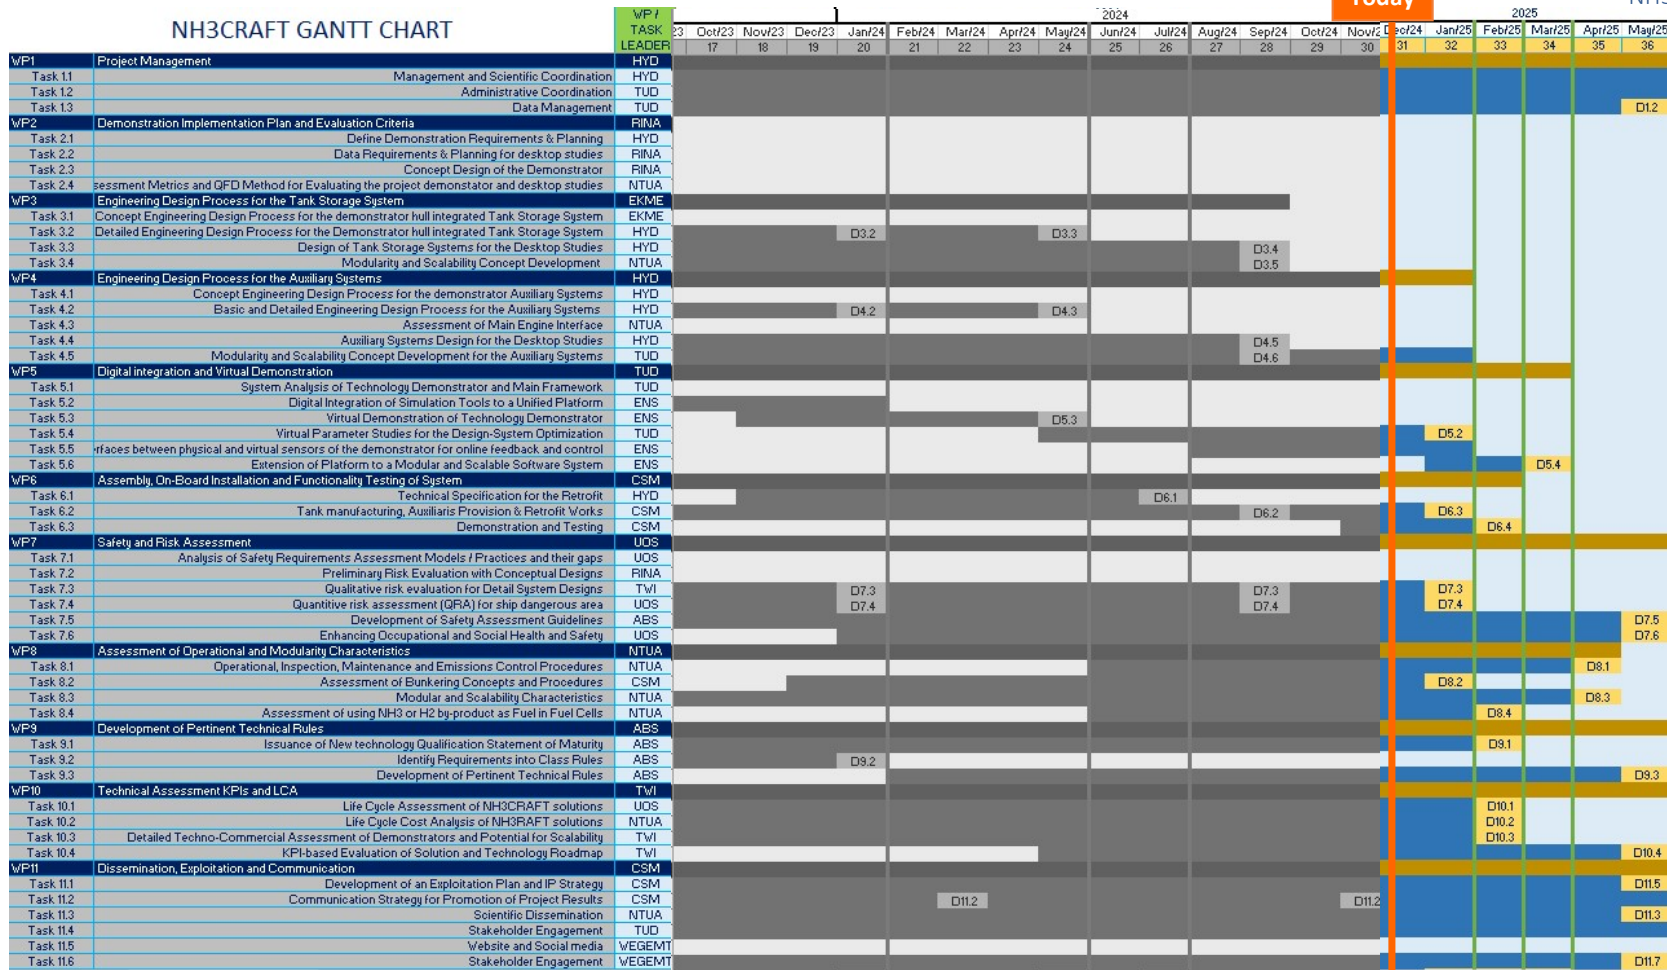 Today
NH3
NH3CRAFT GANTT CHART
WP /
TASK
LEADER
2024
2025
23 Oct/23 Nov/23 Dec/23 Jan/24 Feb/24 Mar/24 Apr/24 May/24 Jun/24 Jul/24 Aug/24 Sep/24 Oct/24 Nov/2 Dec/24 Jan/25 Feb/25 Mar/25 Apr/25 May/25
17 18 19 20 21 22 23 24 25 26 27 28 29 30 31 32 33 34 35 36
WP1 Project Management HYD
Task 1.1 Management and Scientific Coordination HYD
Task 1.2 Administrative Coordination TUD
Task 1.3 Data Management TUD D1.2
WP2 Demonstration Implementation Plan and Evaluation Criteria RINA
Task 2.1 Define Demonstration Requirements & Planning HYD
Task 2.2 Data Requirements & Planning for desktop studies RINA
Task 2.3 Concept Design of the Demonstrator RINA
Task 2.4 sessment Metrics and QFD Method for Evaluating the project demonstator and desktop studies NTUA
WP3 Engineering Design Process for the Tank Storage System EKME
Task 3.1 Concept Engineering Design Process for the demonstrator hull integrated Tank Storage System EKME
Task 3.2 Detailed Engineering Design Process for the Demonstrator hull integrated Tank Storage System HYD D3.2 D3.3
Task 3.3 Design of Tank Storage Systems for the Desktop Studies HYD D3.4
Task 3.4 Modularity and Scalability Concept Development NTUA D3.5
WP4 Engineering Design Process for the Auxiliary Systems HYD
Task 4.1 Concept Engineering Design Process for the demonstrator Auxiliary Systems HYD
Task 4.2 Basic and Detailed Engineering Design Process for the Auxiliary Systems HYD D4.2 D4.3
Task 4.3 Assessment of Main Engine Interface NTUA
Task 4.4 Auxiliary Systems Design for the Desktop Studies HYD D4.5
Task 4.5 Modularity and Scalability Concept Development for the Auxiliary Systems TUD D4.6
WP5 Digital integration and Virtual Demonstration TUD
Task 5.1 System Analysis of Technology Demonstrator and Main Framework TUD
Task 5.2 Digital Integration of Simulation Tools to a Unified Platform ENS
Task 5.3 Virtual Demonstration of Technology Demonstrator ENS D5.3
Task 5.4 Virtual Parameter Studies for the Design-System Optimization TUD D5.2
Task 5.5 rfaces between physical and virtual sensors of the demonstrator for online feedback and control ENS
Task 5.6 Extension of Platform to a Modular and Scalable Software System ENS D5.4
WP6 Assembly, On-Board Installation and Functionality Testing of System CSM
Task 6.1 Technical Specification for the Retrofit HYD D6.1
Task 6.2 Tank manufacturing, Auxiliaris Provision & Retrofit Works CSM D6.2 D6.3
Task 6.3 Demonstration and Testing CSM D6.4
WP7 Safety and Risk Assessment UOS
Task 7.1 Analysis of Safety Requirements Assessment Models / Practices and their gaps UOS
Task 7.2 Preliminary Risk Evaluation with Conceptual Designs RINA
Task 7.3 Qualitative risk evaluation for Detail System Designs TWI D7.3 D7.3 D7.3
Task 7.4 Quantitive risk assessment (QRA) for ship dangerous area UOS D7.4 D7.4 D7.4
Task 7.5 Development of Safety Assessment Guidelines ABS D7.5
Task 7.6 Enhancing Occupational and Social Health and Safety UOS D7.6
WP8 Assessment of Operational and Modularity Characteristics NTUA
Task 8.1 Operational, Inspection, Maintenance and Emissions Control Procedures NTUA D8.1
Task 8.2 Assessment of Bunkering Concepts and Procedures CSM D8.2
Task 8.3 Modular and Scalability Characteristics NTUA D8.3
Task 8.4 Assessment of using NH3 or H2 by-product as Fuel in Fuel Cells NTUA D8.4
WP9 Development of Pertinent Technical Rules ABS
Task 9.1 Issuance of New technology Qualification Statement of Maturity ABS D9.1
Task 9.2 Identify Requirements into Class Rules ABS D9.2
Task 9.3 Development of Pertinent Technical Rules ABS D9.3
WP10 Technical Assessment KPIs and LCA TWI
Task 10.1 Life Cycle Assessment of NH3CRAFT solutions UOS D10.1
Task 10.2 Life Cycle Cost Analysis of NH3RAFT solutions NTUA D10.2
Task 10.3 Detailed Techno-Commercial Assessment of Demonstrators and Potential for Scalability TWI D10.3
Task 10.4 KPI-based Evaluation of Solution and Technology Roadmap TWI D10.4
WP11 Dissemination, Exploitation and Communication CSM
Task 11.1 Development of an Exploitation Plan and IP Strategy CSM D11.5
Task 11.2 Communication Strategy for Promotion of Project Results CSM D11.2 D11.2
Task 11.3 Scientific Dissemination NTUA D11.3
Task 11.4 Stakeholder Engagement TUD
Task 11.5 Website and Social media WEGEMT
Task 11.6 Stakeholder Engagement WEGEMT D11.7